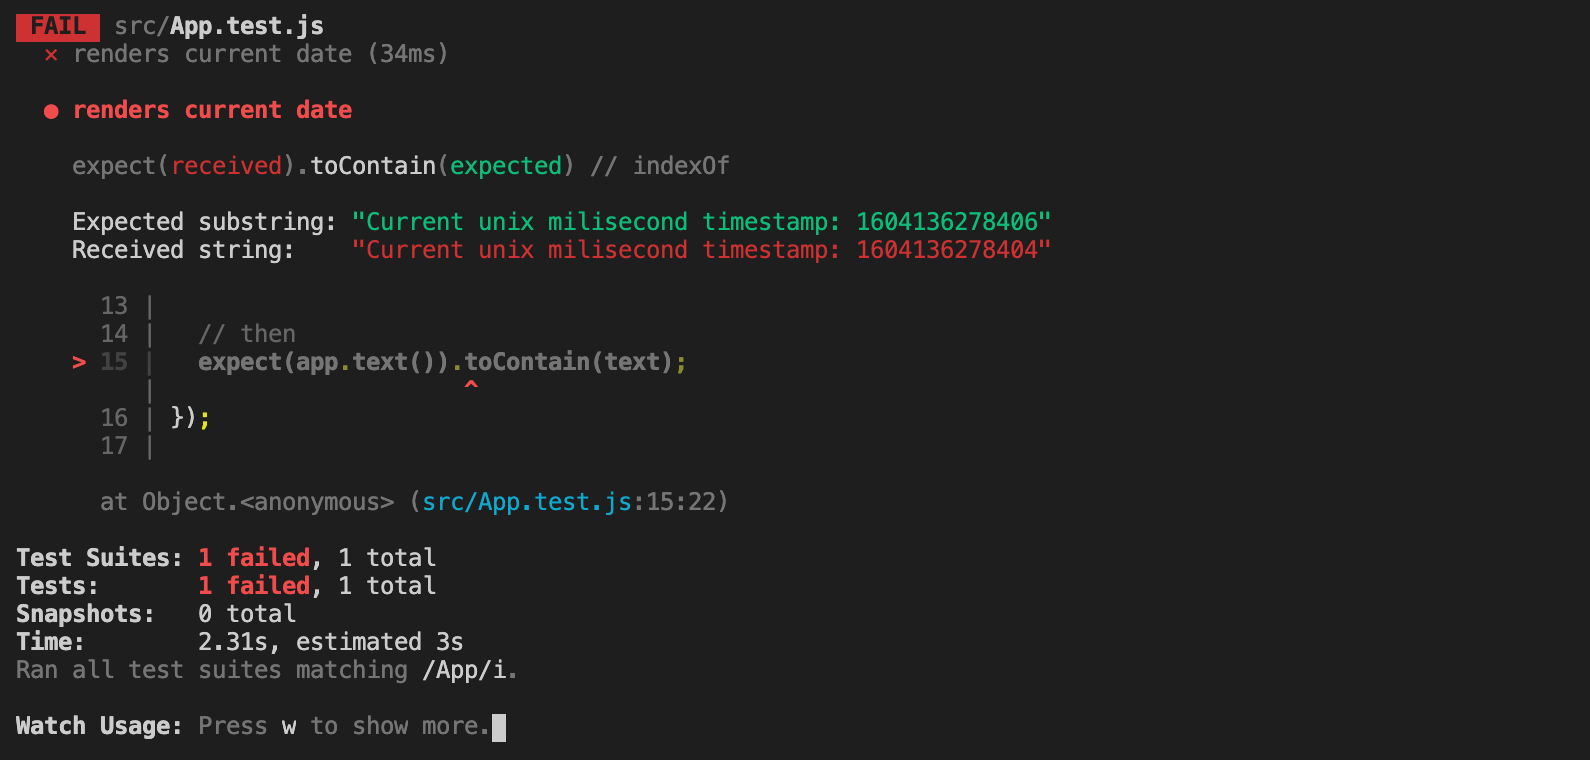 FAIL src/App.test.js
✕ renders current date (34ms)
● renders current date
expect(received).toContain(expected) // indexOf
Expected substring: "Current unix milisecond timestamp: 1604136278406"
Received string:    "Current unix milisecond timestamp: 1604136278404"
13 |
14 |   // then
> 15 |   expect(app.text()).toContain(text);
|                      ^
16 | });
17 |
at Object.<anonymous> (src/App.test.js:15:22)
Test Suites: 1 failed, 1 total
Tests:       1 failed, 1 total
Snapshots:   0 total
Time:        2.31s, estimated 3s
Ran all test suites matching /App/i.
Watch Usage: Press w to show more.